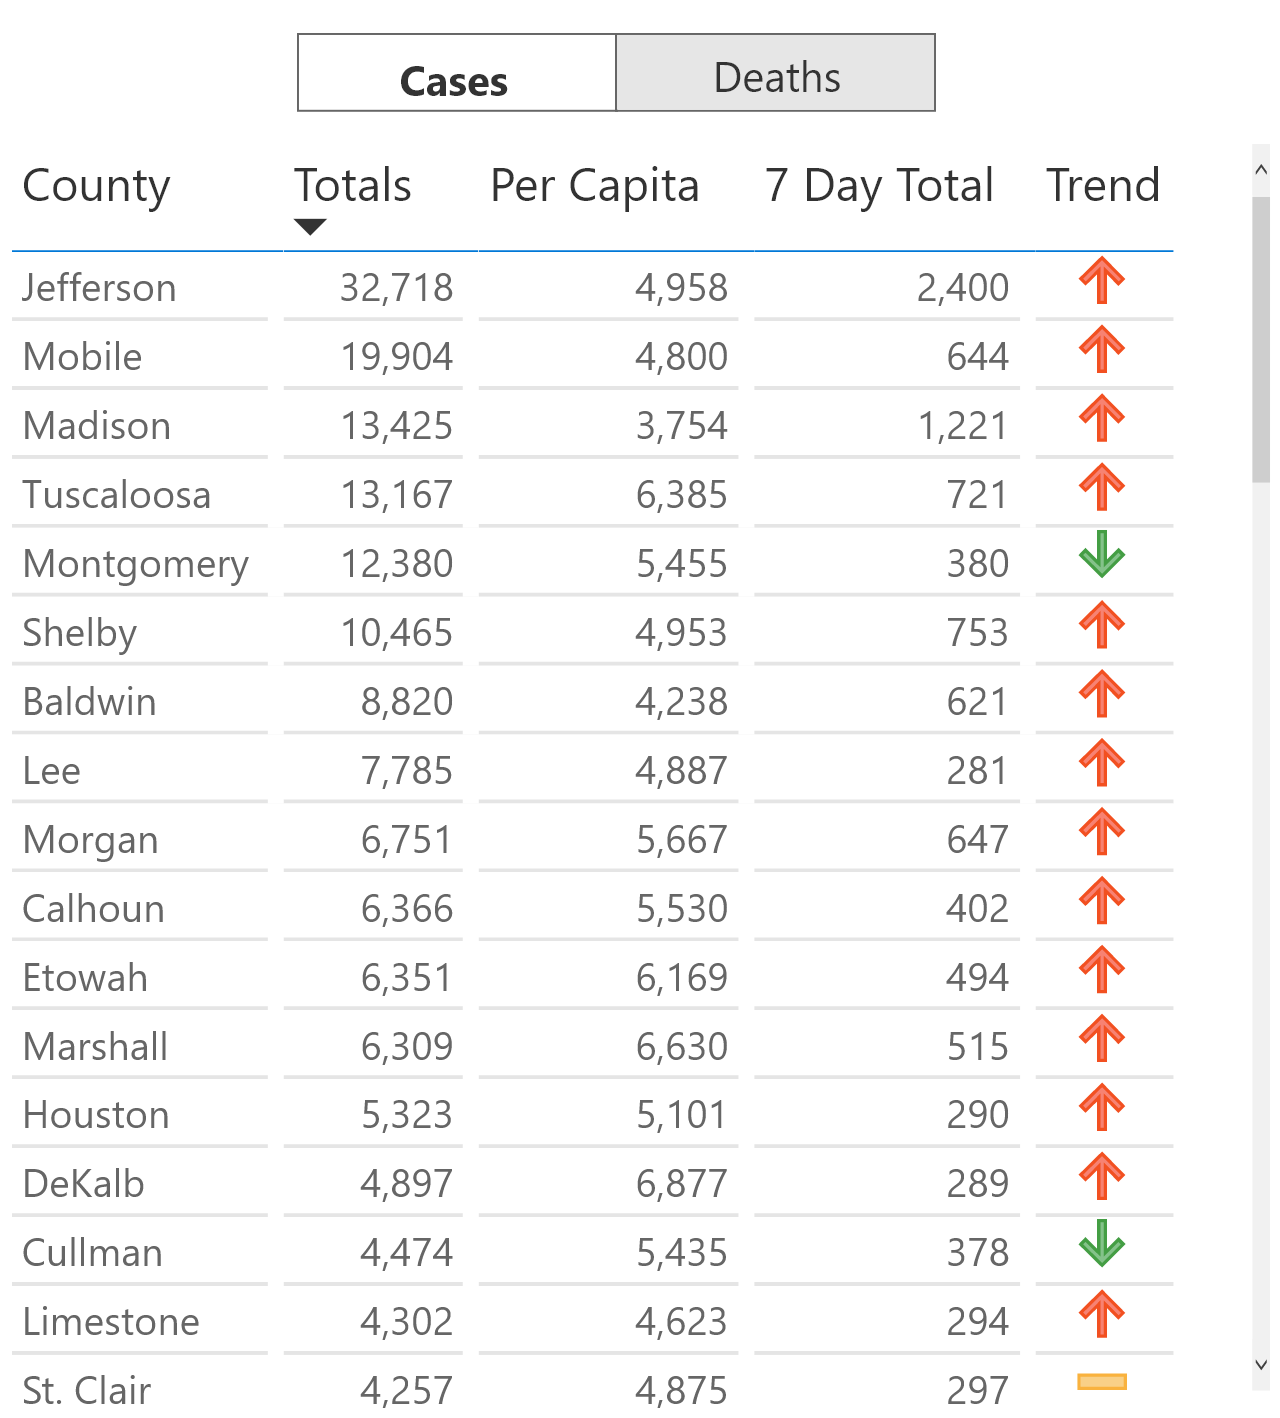 Cases Deaths
County Totals Per Capita 7 Day Total Trend
Jefferson 32,718 4,958 2,400
Mobile 19,904 4,800 644
Madison 13,425 3,754 1,221
Tuscaloosa 13,167 6,385 721
Montgomery 12,380 5,455 380
Shelby 10,465 4,953 753
Baldwin 8,820 4,238 621
Lee 7,785 4,887 281
Morgan 6,751 5,667 647
Calhoun 6,366 5,530 402
Etowah 6,351 6,169 494
Marshall 6,309 6,630 515
Houston 5,323 5,101 290
DeKalb 4,897 6,877 289
Cullman 4,474 5,435 378
Limestone 4,302 4,623 294
St. Clair 4,257 4,875 297